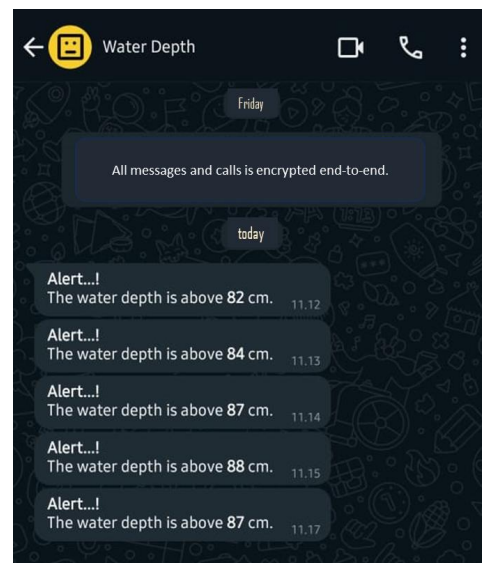 Water Depth
Friday
All messages and calls is encrypted end-to-end.
today
Alert...!
The water depth is above 82 cm. 11.12
Alert...!
The water depth is above 84 cm. 11.13
Alert...!
The water depth is above 87 cm. 11.14
Alert...!
The water depth is above 88 cm. 11.15
Alert...!
The water depth is above 87 cm. 11.17